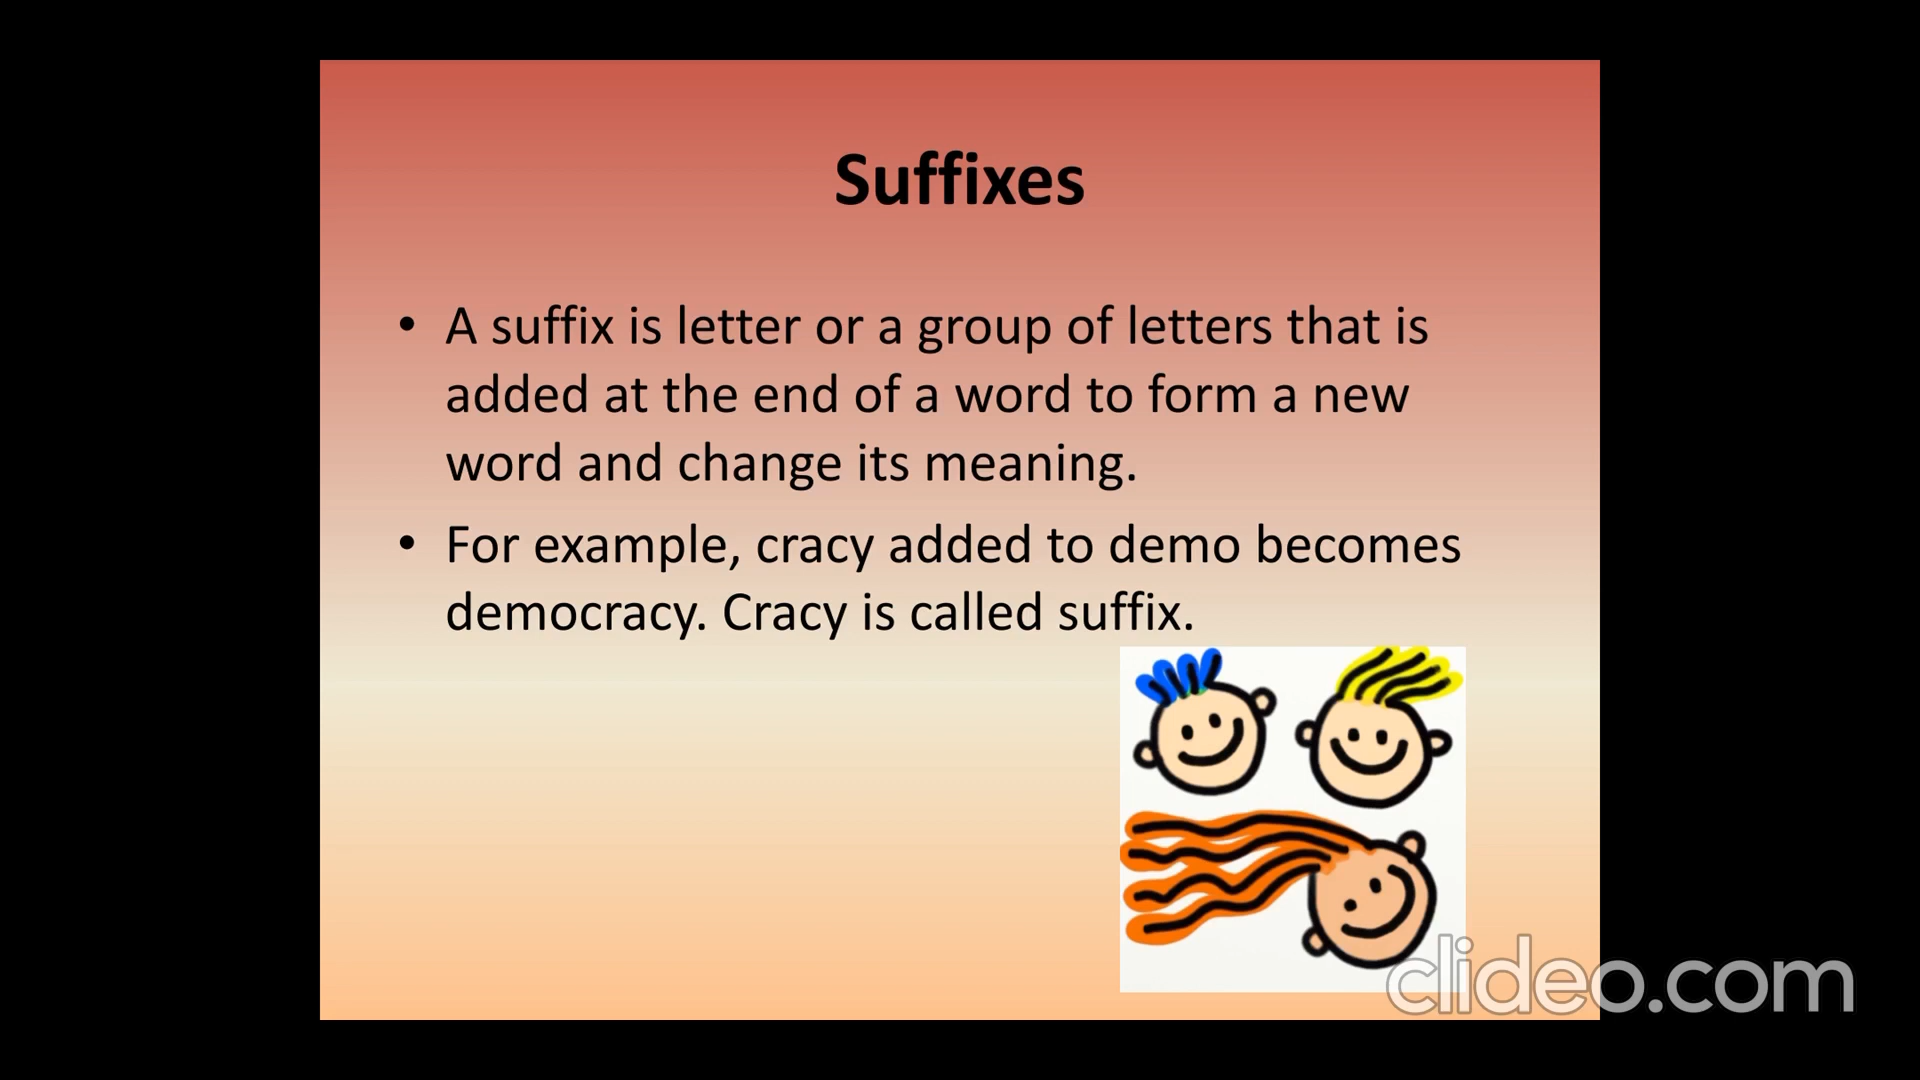 Suffixes
• A suffix is letter or a group of letters that is
added at the end of a word to form a new
word and change its meaning.
• For example, cracy added to demo becomes
democracy. Cracy is called suffix.
clideo.com